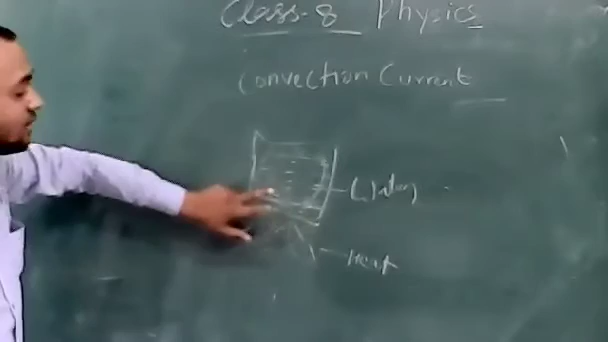 Class-8 Physics
Convection Current
Water
Heat